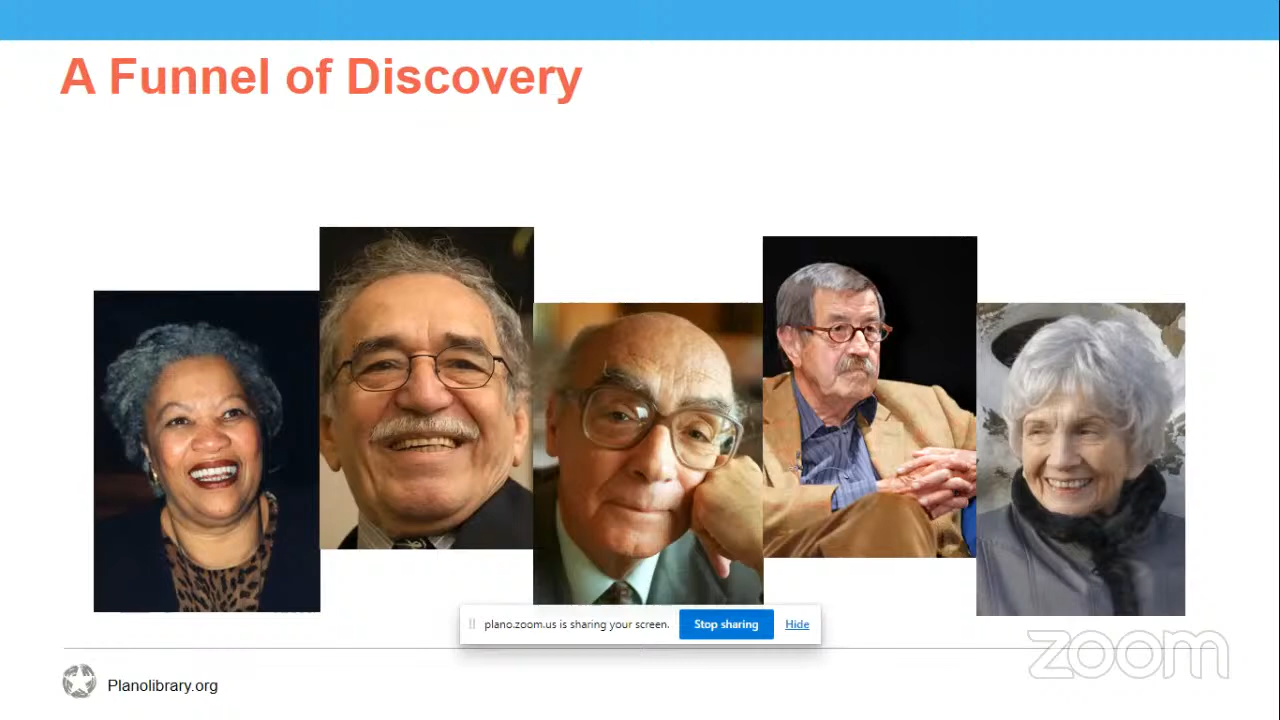 A Funnel of Discovery
plano.zoom.us is sharing your screen.
Stop sharing
Hide
zoom
Planolibrary.org